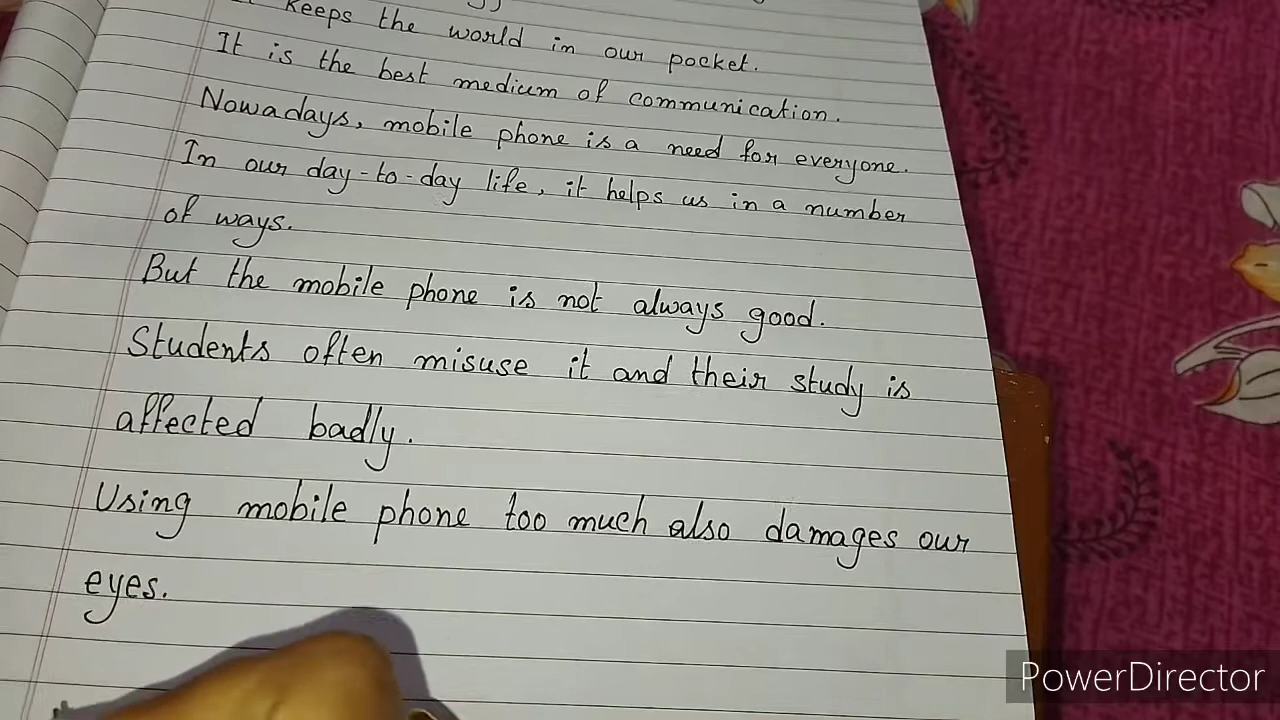 keeps the world in our pocket.
It is the best medium of communication.
Nowadays, mobile phone is a need for everyone.
In our day-to-day life, it helps us in a number
of ways.
But the mobile phone is not always good.
Students often misuse it and their study is
affected badly.
Using mobile phone too much also damages our
eyes.
PowerDirector